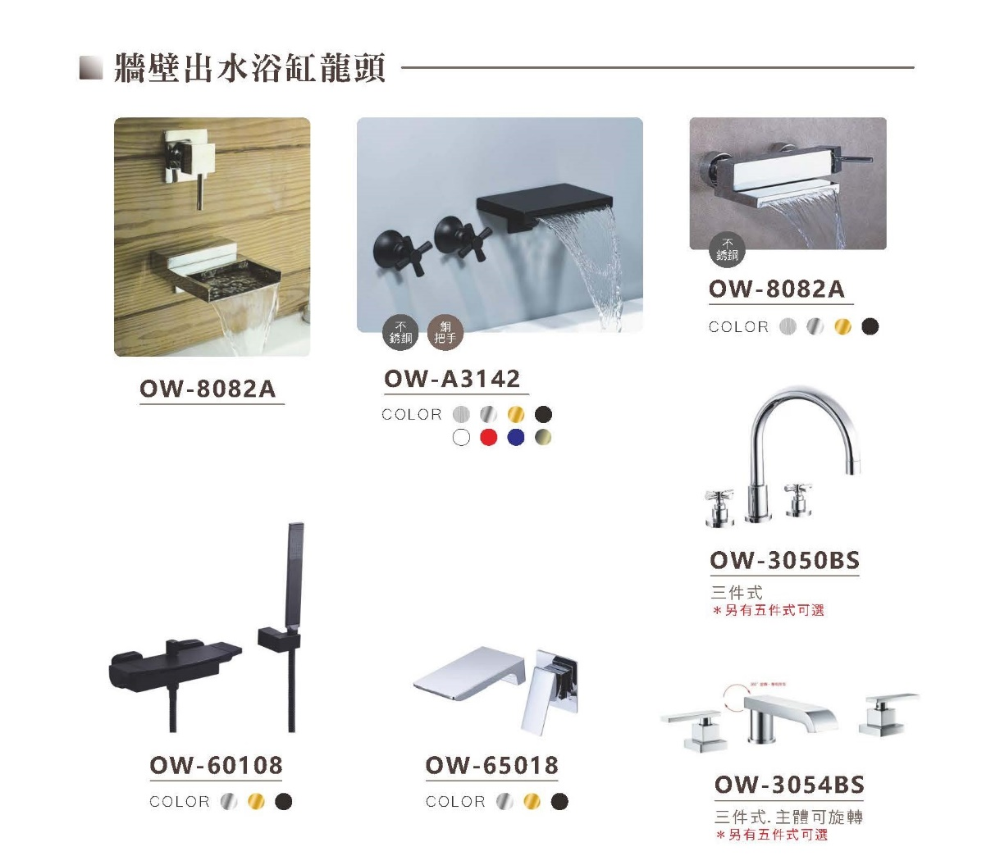 牆壁出水浴缸龍頭
OW-8082A
不
銹鋼
銅
把手
OW-A3142
COLOR
不
銹鋼
OW-8082A
COLOR
OW-3050BS
三件式
＊另有五件式可選
OW-60108
COLOR
OW-65018
COLOR
OW-3054BS
三件式.主體可旋轉
＊另有五件式可選